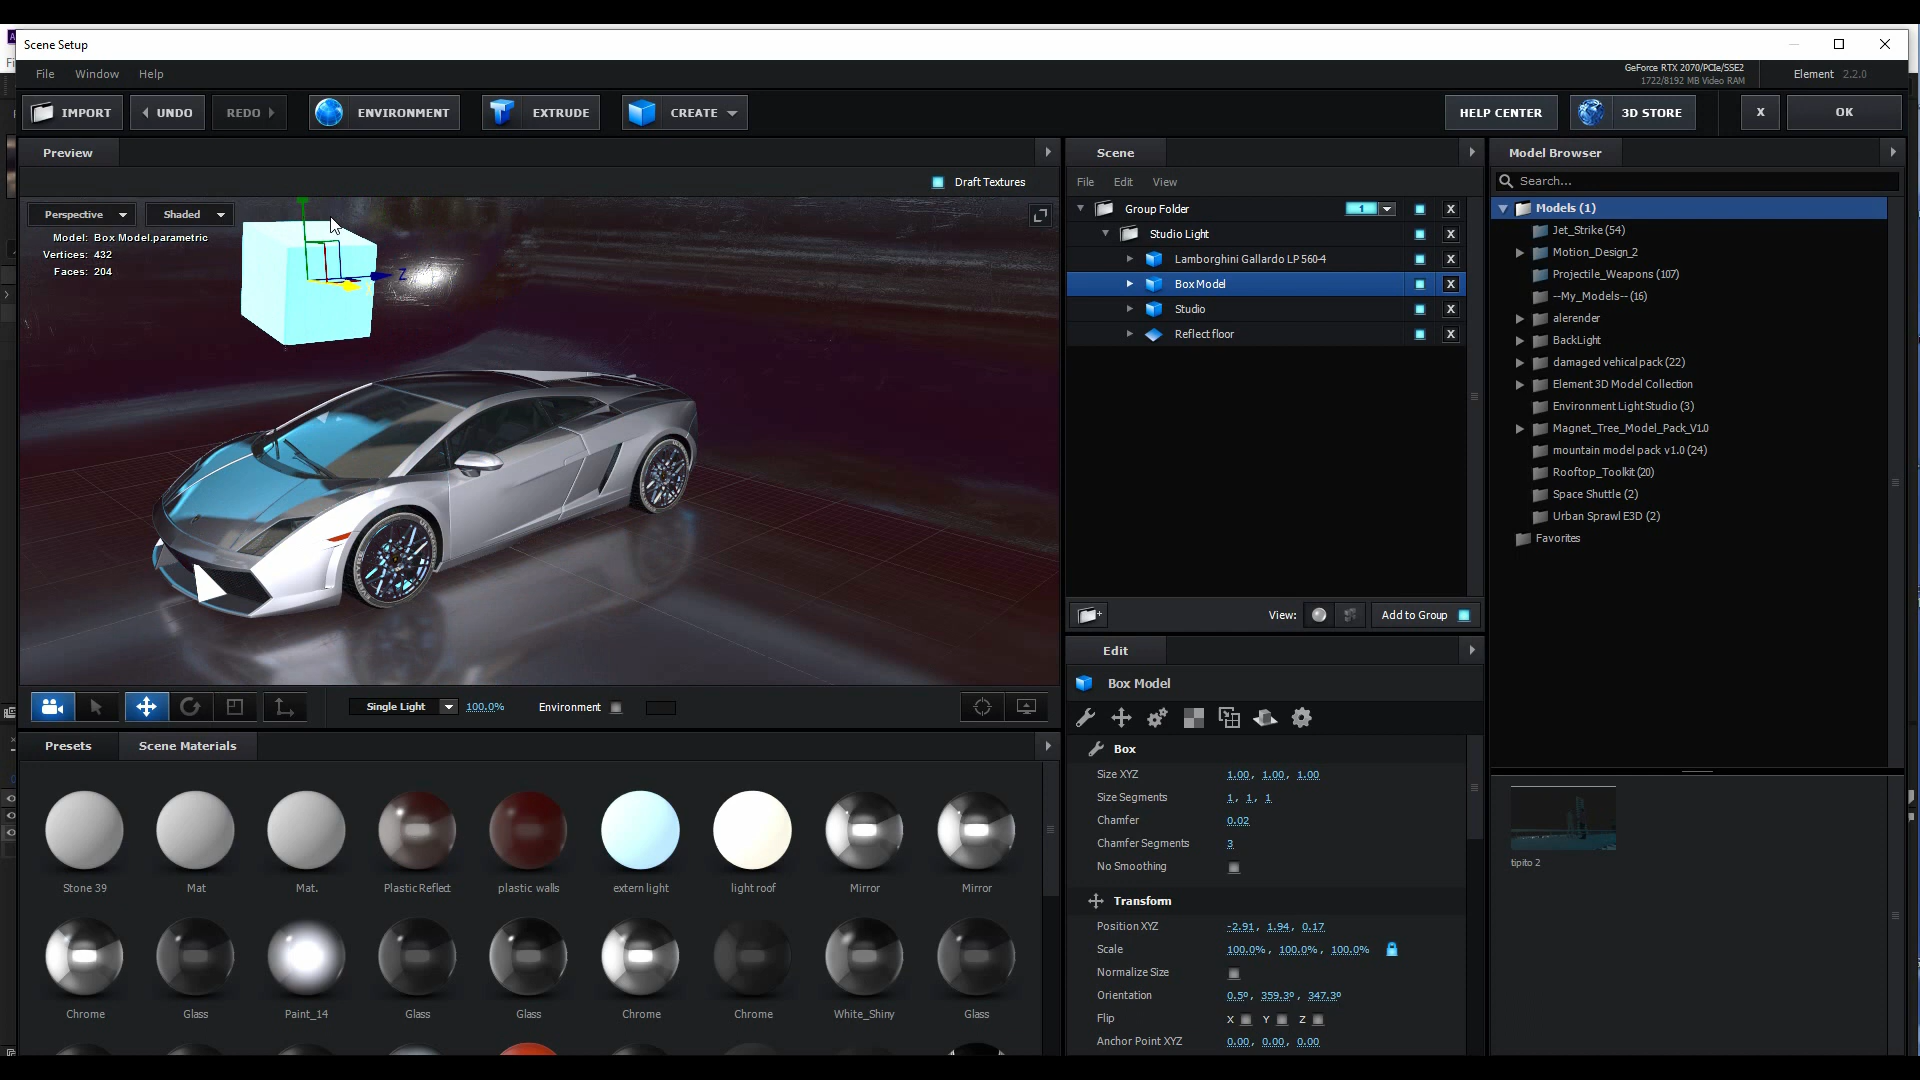 Scene Setup
File Window Help
GeForce RTX 2070/PCIe/SSE2
1722/8192 MB Video RAM
Element 2.2.0
IMPORT UNDO REDO ENVIRONMENT EXTRUDE CREATE HELP CENTER 3D STORE X OK
Preview
Draft Textures
Perspective Shaded
Model: Box Model.parametric
Vertices: 432
Faces: 204
Z
Single Light 100.0% Environment
Presets Scene Materials
Stone 39 Mat Mat. Plastic Reflect plastic walls extern light light roof Mirror Mirror
Chrome Glass Paint_14 Glass Glass Chrome Chrome White_Shiny Glass
Scene
File Edit View
Group Folder 1 X
Studio Light X
Lamborghini Gallardo LP 560-4 X
Box Model X
Studio X
Reflect floor X
View: Add to Group
Edit
Box Model
Box
Size XYZ 1.00, 1.00, 1.00
Size Segments 1, 1, 1
Chamfer 0.02
Chamfer Segments 3
No Smoothing
Transform
Position XYZ -2.91, 1.94, 0.17
Scale 100.0%, 100.0%, 100.0%
Normalize Size
Orientation 0.5º, 359.3º, 347.3º
Flip X Y Z
Anchor Point XYZ 0.00, 0.00, 0.00
Model Browser
Search...
Models (1)
Jet_Strike (54)
Motion_Design_2
Projectile_Weapons (107)
--My_Models-- (16)
alerender
BackLight
damaged vehical pack (22)
Element 3D Model Collection
Environment LightStudio (3)
Magnet_Tree_Model_Pack_V1.0
mountain model pack v1.0 (24)
Rooftop_Toolkit (20)
Space Shuttle (2)
Urban Sprawl E3D (2)
Favorites
tipito 2